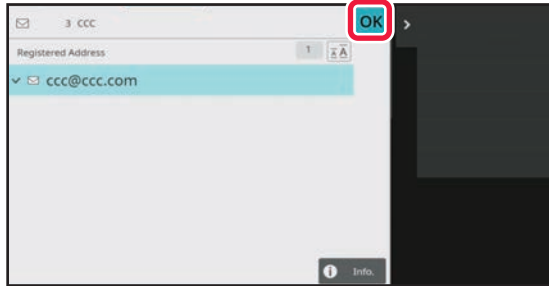 3 ccc
OK
Registered Address
1
A A
ccc@ccc.com
Info.